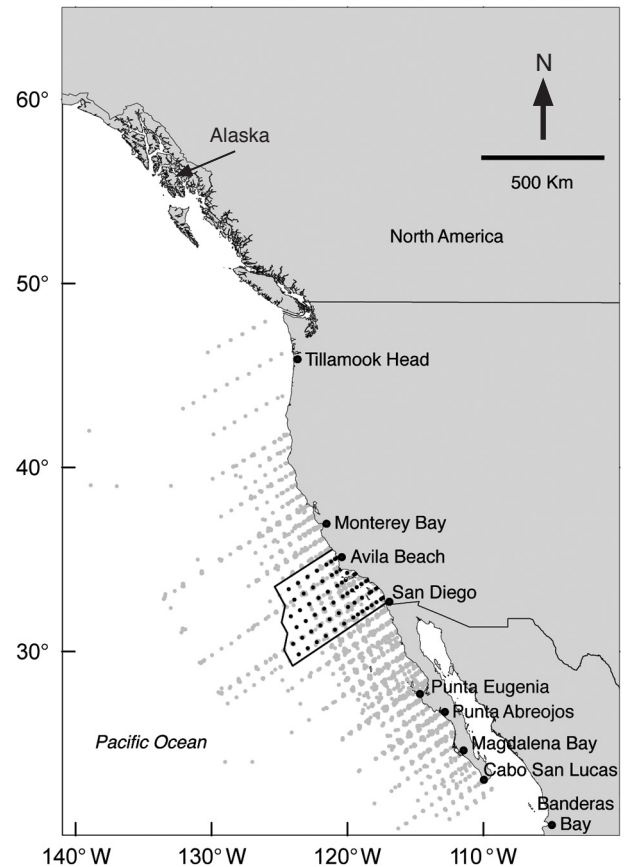 N
60°
Alaska
500 Km
North America
50°
Tillamook Head
40°
Monterey Bay
Avila Beach
San Diego
30°
Punta Eugenia
Punta Abreojos
Pacific Ocean
Magdalena Bay
Cabo San Lucas
Banderas
Bay
140° W
130° W
120° W
110° W